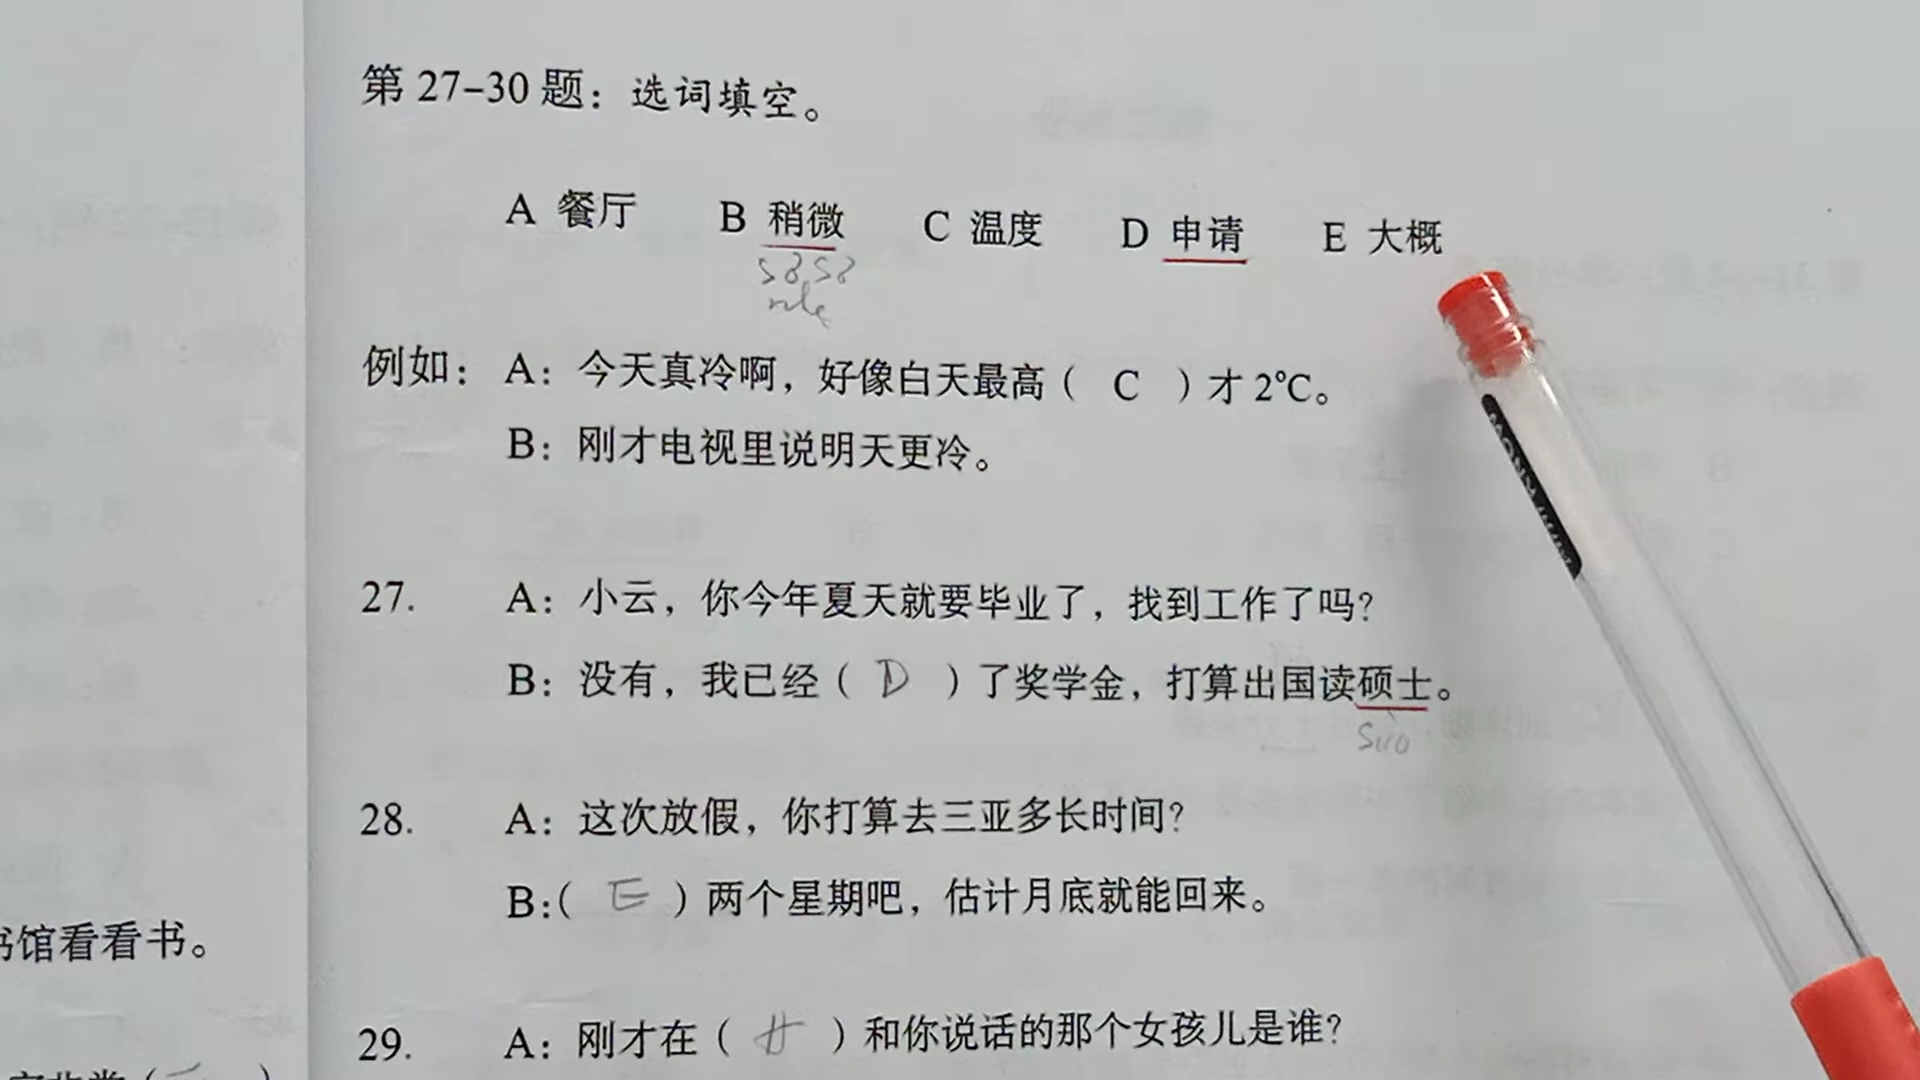 第 27-30 题：选词填空。
A 餐厅 B 稍微 C 温度 D 申请 E 大概
例如：A：今天真冷啊，好像白天最高（ C ）才 2℃。
B：刚才电视里说明天更冷。
27. A：小云，你今年夏天就要毕业了，找到工作了吗？
B：没有，我已经（ D ）了奖学金，打算出国读硕士。
suo
28. A：这次放假，你打算去三亚多长时间？
B：（ E ）两个星期吧，估计月底就能回来。
书馆看看书。
29. A：刚才在（ ）和你说话的那个女孩儿是谁？